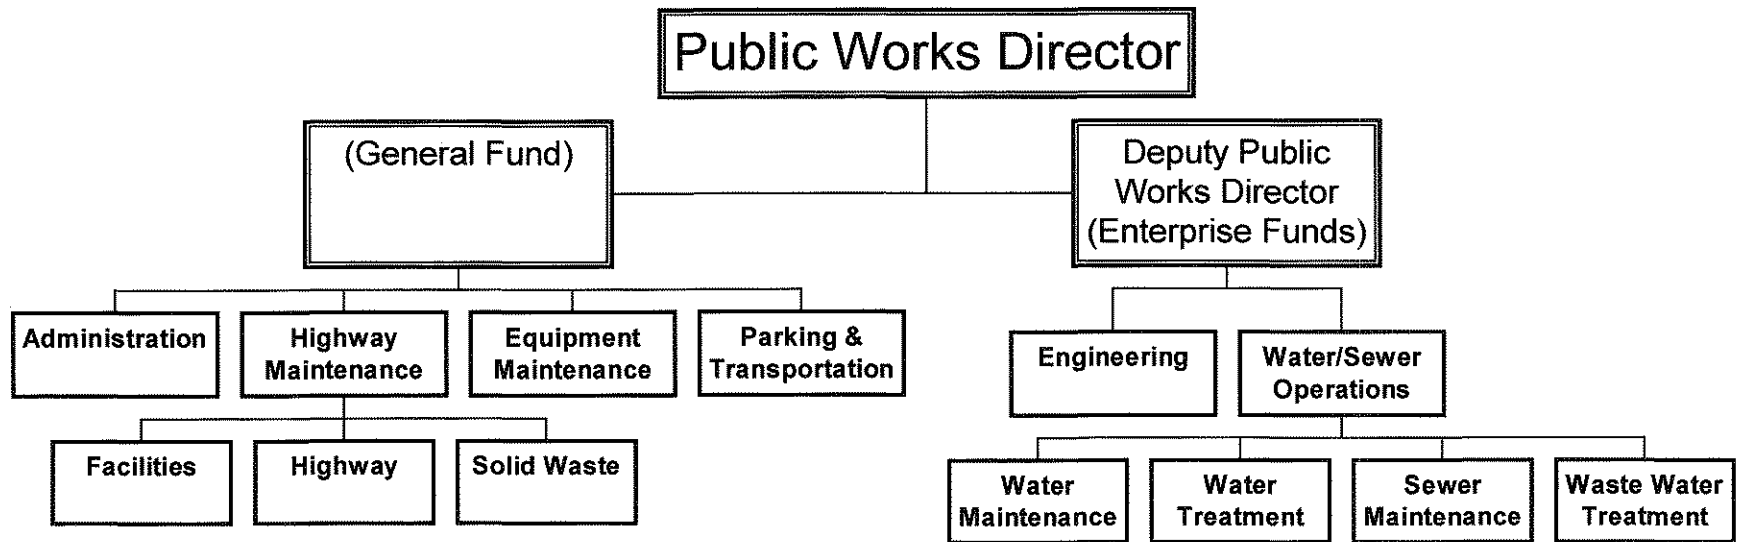 Public Works Director
(General Fund)
Deputy Public
Works Director
(Enterprise Funds)
Administration
Highway
Maintenance
Equipment
Maintenance
Parking &
Transportation
Engineering
Water/Sewer
Operations
Facilities
Highway
Solid Waste
Water
Maintenance
Water
Treatment
Sewer
Maintenance
Waste Water
Treatment